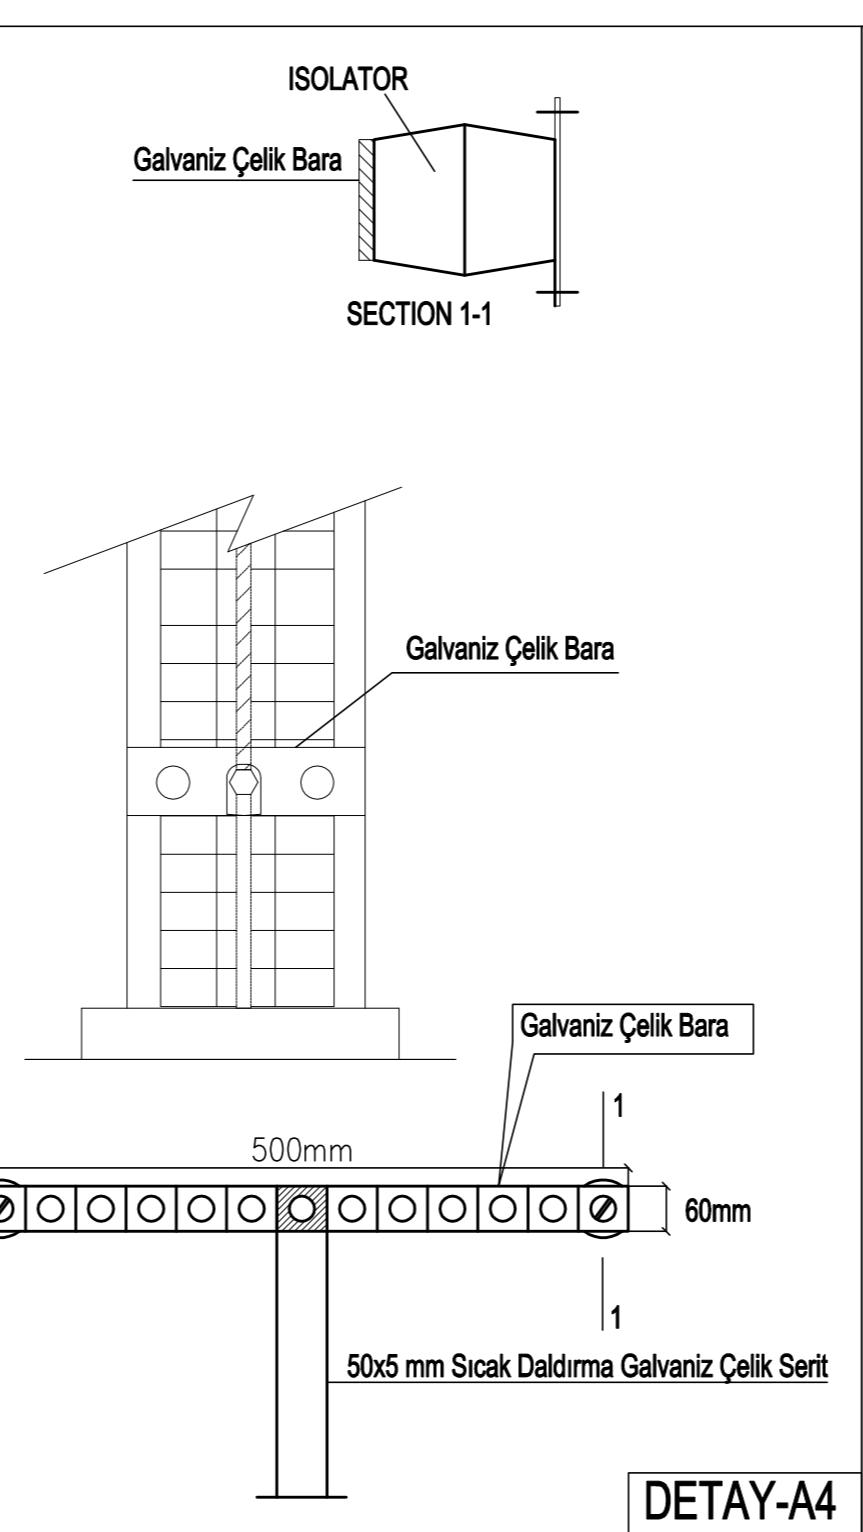 ISOLATOR
Galvaniz Çelik Bara
SECTION 1-1
Galvaniz Çelik Bara
Galvaniz Çelik Bara
1
500mm
60mm
1
50x5 mm Sıcak Daldırma Galvaniz Çelik Serit
DETAY-A4